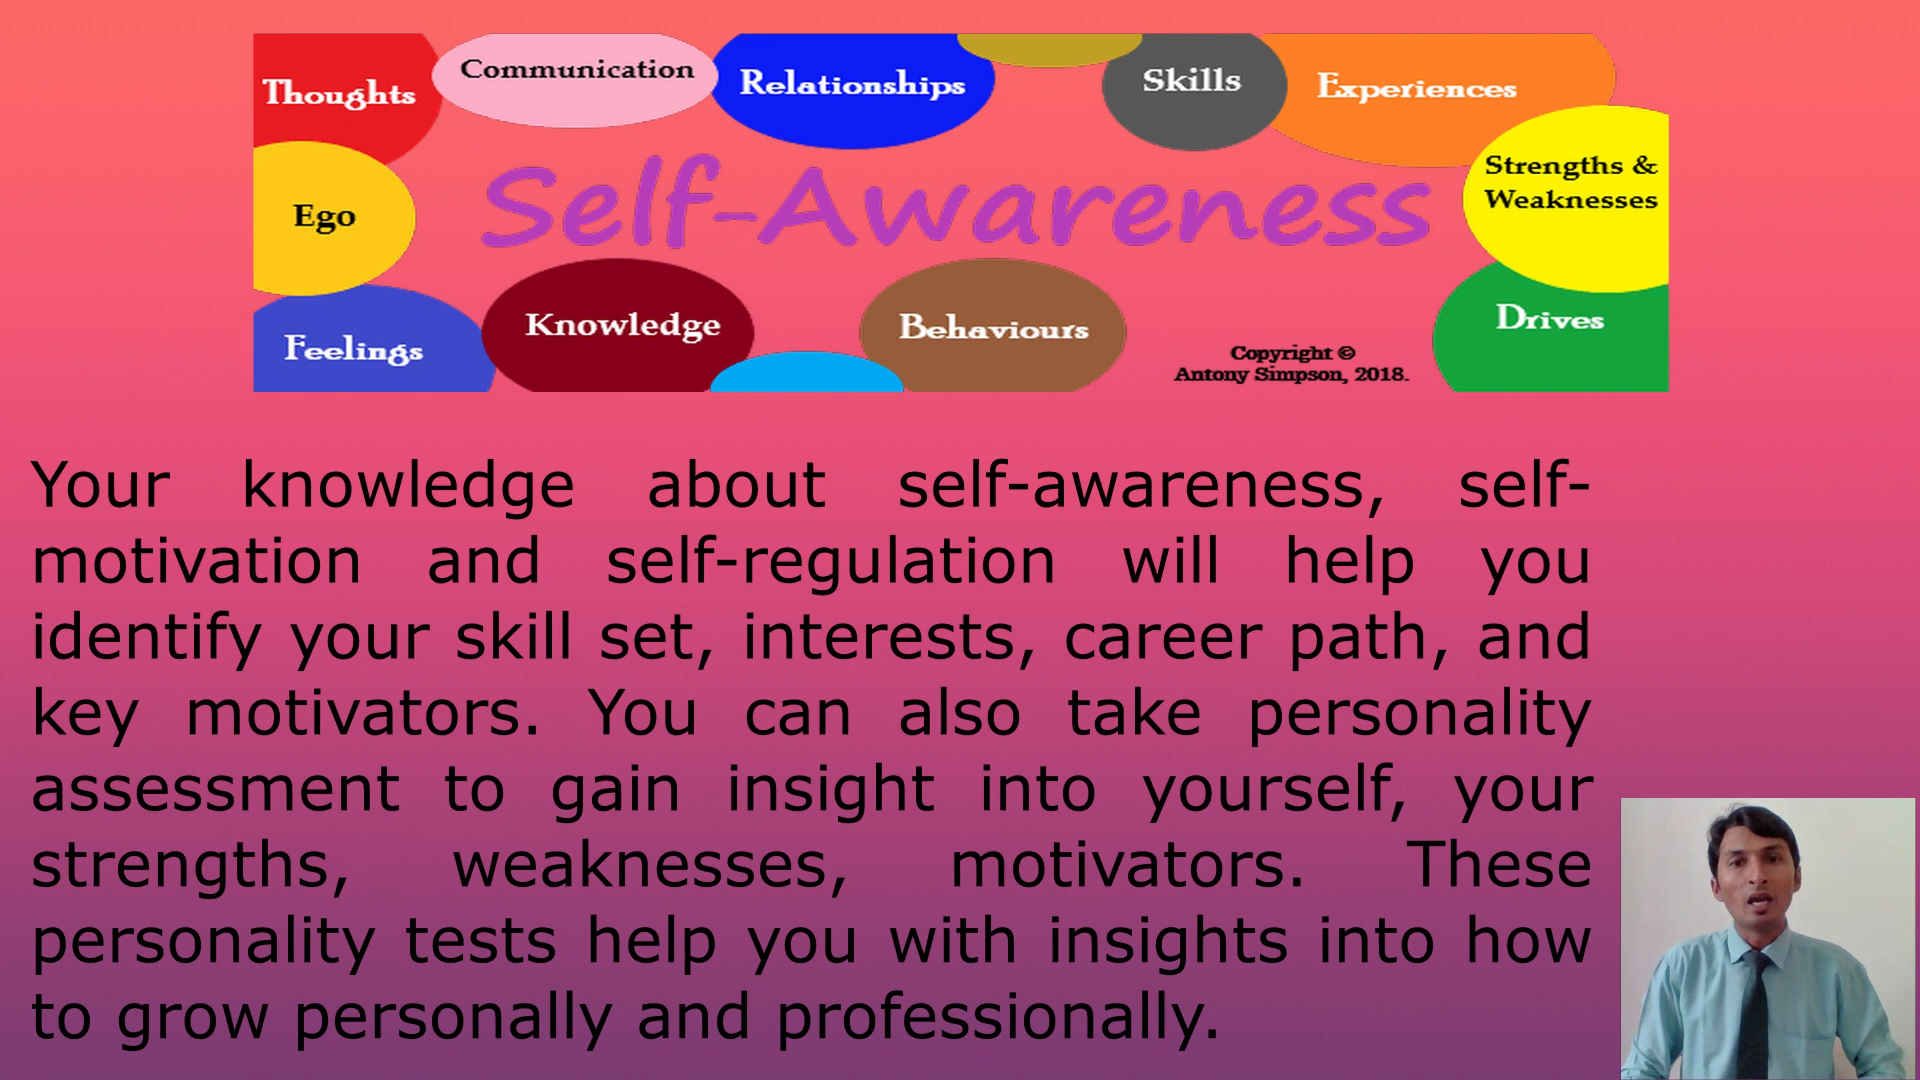 Thoughts
Communication
Relationships
Skills
Experiences
Strengths &
Weaknesses
Ego
Self-Awareness
Feelings
Knowledge
Behaviours
Drives
Copyright ©
Antony Simpson, 2018.
Your knowledge about self-awareness, self-
motivation and self-regulation will help you
identify your skill set, interests, career path, and
key motivators. You can also take personality
assessment to gain insight into yourself, your
strengths, weaknesses, motivators. These
personality tests help you with insights into how
to grow personally and professionally.